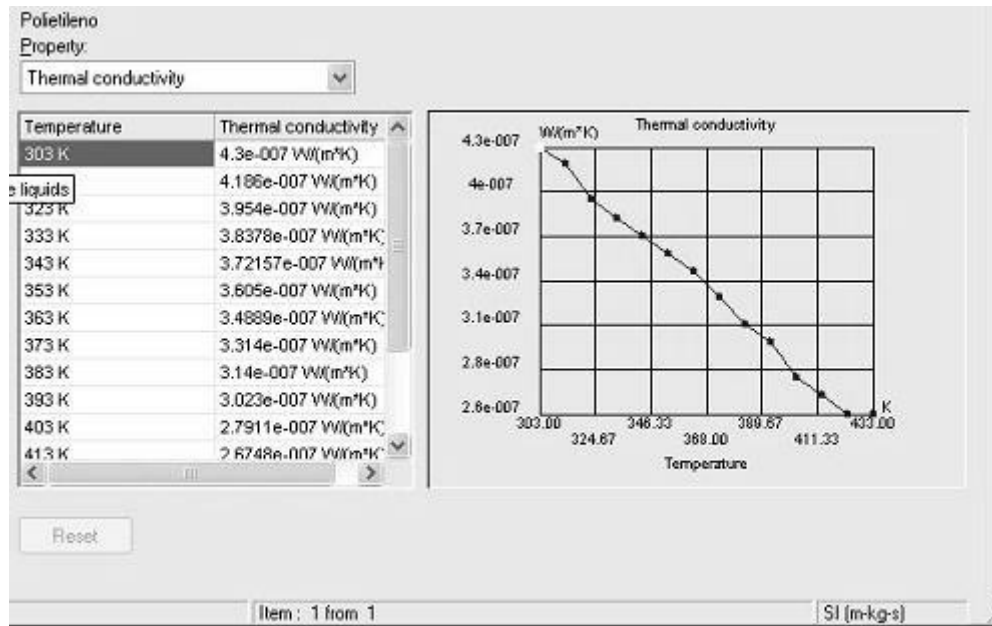 Polietileno
Property:
Thermal conductivity
Temperature Thermal conductivity
303 K 4.3e-007 W/(m*K)
e liquids 4.186e-007 W/(m*K)
323 K 3.954e-007 W/(m*K)
333 K 3.8378e-007 W/(m*K)
343 K 3.72157e-007 W/(m*K
353 K 3.605e-007 W/(m*K)
363 K 3.4889e-007 W/(m*K)
373 K 3.314e-007 W/(m*K)
383 K 3.14e-007 W/(m*K)
393 K 3.023e-007 W/(m*K)
403 K 2.7911e-007 W/(m*K)
413 K 2.6748e-007 W/(m*K
Thermal conductivity
W/(m*K)
4.3e-007
4e-007
3.7e-007
3.4e-007
3.1e-007
2.8e-007
2.6e-007
K
303.00 346.33 389.67 433.00
324.67 368.00 411.33
Temperature
Reset
Item : 1 from 1 SI (m-kg-s)